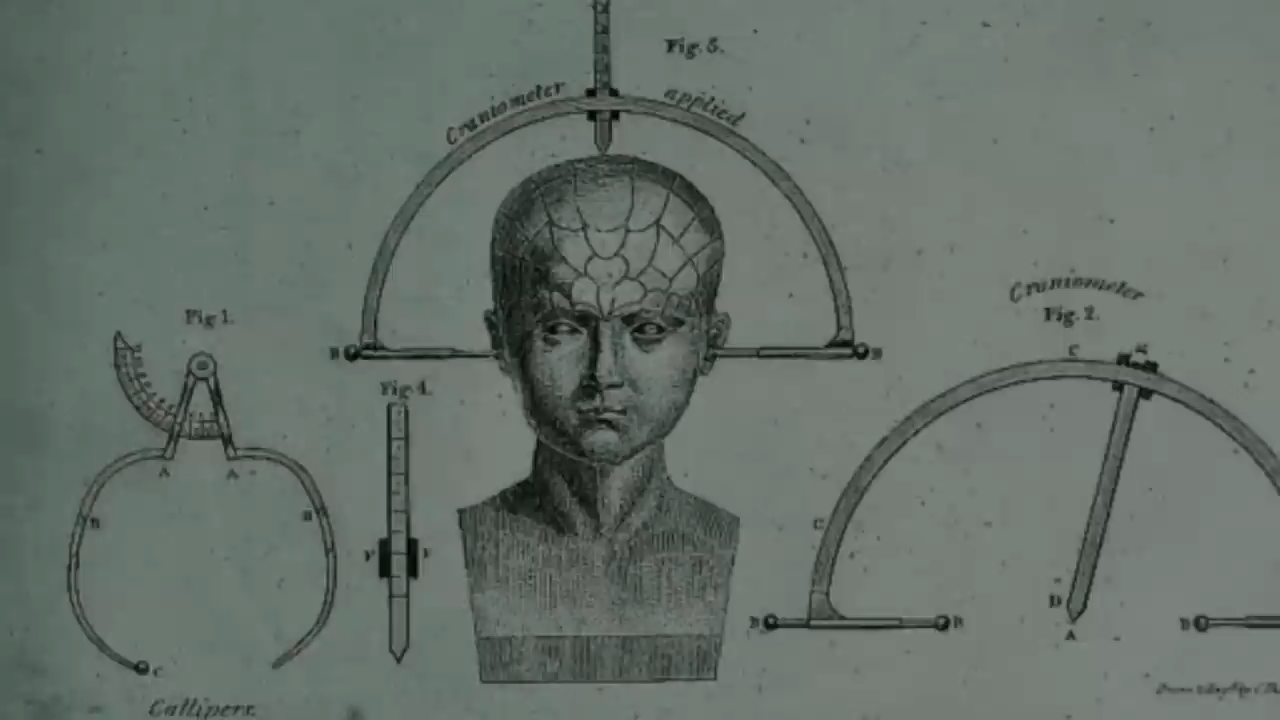 Fig. 5.
Craniometer applied
B
B
Craniometer
Fig. 2.
Fig 1.
Fig 4.
C
A
A
B
B
C
F
F
D
A
B
B
B
C
Callipers.